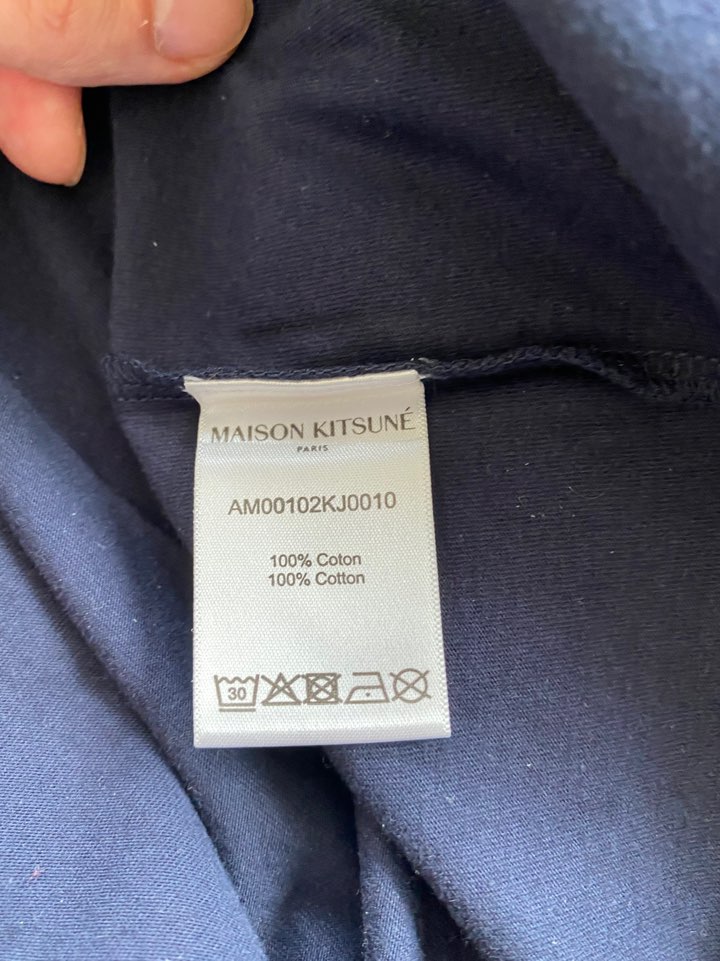 MAISON KITSUNÉ
PARIS
AM00102KJ0010
100% Coton
100% Cotton
30